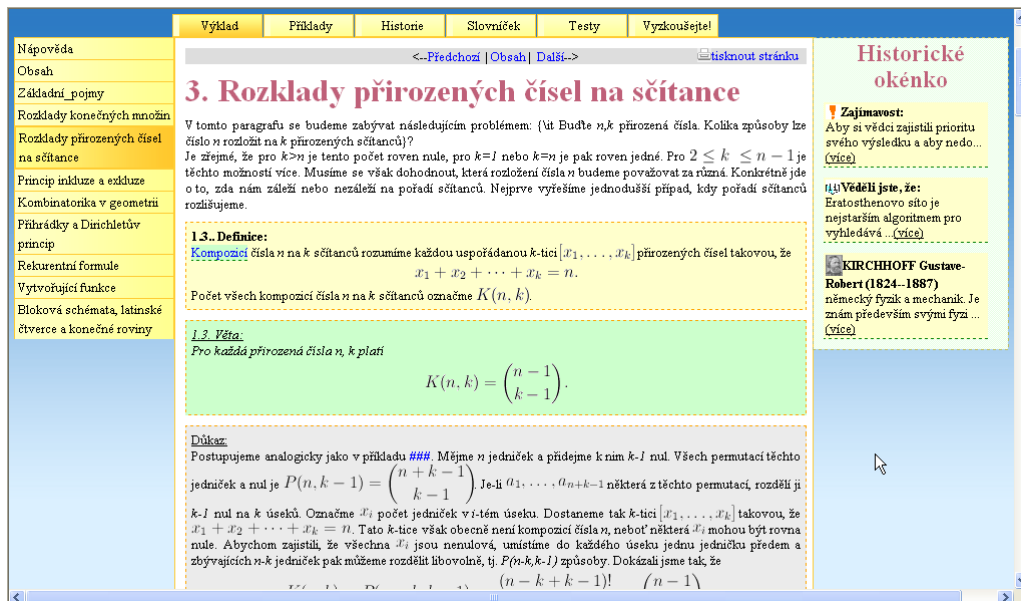 Výklad
Příklady
Historie
Slovníček
Testy
Vyzkoušejte!
Nápověda
Obsah
Základní_pojmy
Rozklady konečných množin
Rozklady přirozených čísel
na sčítance
Princip inkluze a exkluze
Kombinatorika v geometrii
Přihrádky a Dirichletův
princip
Rekurentní formule
Vytvořující funkce
Bloková schémata, latinské
čtverce a konečné roviny
<--Předchozí |Obsah| Další-->
tisknout stránku
3. Rozklady přirozených čísel na sčítance
V tomto paragrafu se budeme zabývat následujícím problémem: {\it Buďte n,k přirozená čísla. Kolika způsoby lze
číslo n rozložit na k přirozených sčítanců}?
Je zřejmé, že pro k>n je tento počet roven nule, pro k=1 nebo k=n je pak roven jedné. Pro 2 ≤ k ≤ n − 1 je
těchto možností více. Musíme se však dohodnout, která rozložení čísla n budeme považovat za různá. Konkrétně jde
o to, zda nám záleží nebo nezáleží na pořadí sčítanců. Nejprve vyřešíme jednodušší případ, kdy pořadí sčítanců
rozlišujeme.
1.3.. Definice:
Kompozicí čísla n na k sčítanců rozumíme každou uspořádanou k-tici [x₁, . . . , xₖ] přirozených čísel takovou, že
x₁ + x₂ + ⋯ + xₖ = n.
Počet všech kompozicí čísla n na k sčítanců označme K(n, k).
1.3. Věta:
Pro každá přirozená čísla n, k platí
K(n, k) = (n − 1 k − 1).
Důkaz:
Postupujeme analogicky jako v příkladu ###. Mějme n jedniček a přidejme k nim k-1 nul. Všech permutací těchto
jedniček a nul je P(n, k − 1) = (n + k − 1 k − 1). Je-li a₁, . . . , aₙ₊ₖ₋₁ některá z těchto permutací, rozdělí ji
k-1 nul na k úseků. Označme xᵢ počet jedniček v i-tém úseku. Dostaneme tak k-tici [x₁, . . . , xₖ] takovou, že
x₁ + x₂ + ⋯ + xₖ = n. Tato k-tice však obecně není kompozicí čísla n, neboť některá xᵢ mohou být rovna
nule. Abychom zajistili, že všechna xᵢ jsou nenulová, umístíme do každého úseku jednu jedničku předem a
zbývajících n-k jedniček pak můžeme rozdělit libovolně, tj. P(n-k,k-1) způsoby. Dokázali jsme tak, že
(n − k + k − 1)! (n − 1)
Historické
okénko
Zajímavost:
Aby si vědci zajistili prioritu
svého výsledku a aby nedo...
(více)
Věděli jste, že:
Eratosthenovo síto je
nejstarším algoritmem pro
vyhledává ...(více)
KIRCHHOFF Gustave-
Robert (1824--1887)
německý fyzik a mechanik. Je
znám především svými fyzi ...
(více)